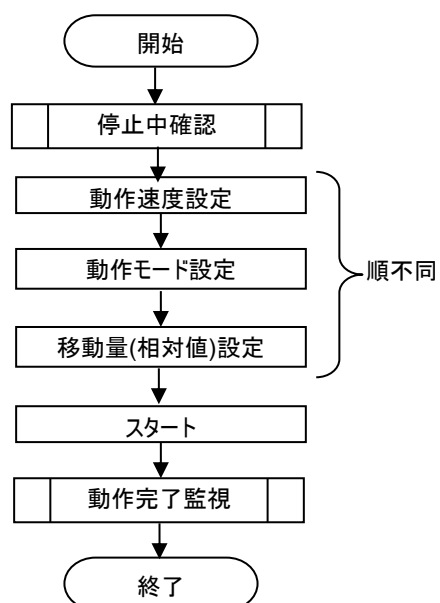 開始
停止中確認
動作速度設定
動作モード設定
移動量(相対値)設定
順不同
スタート
動作完了監視
終了